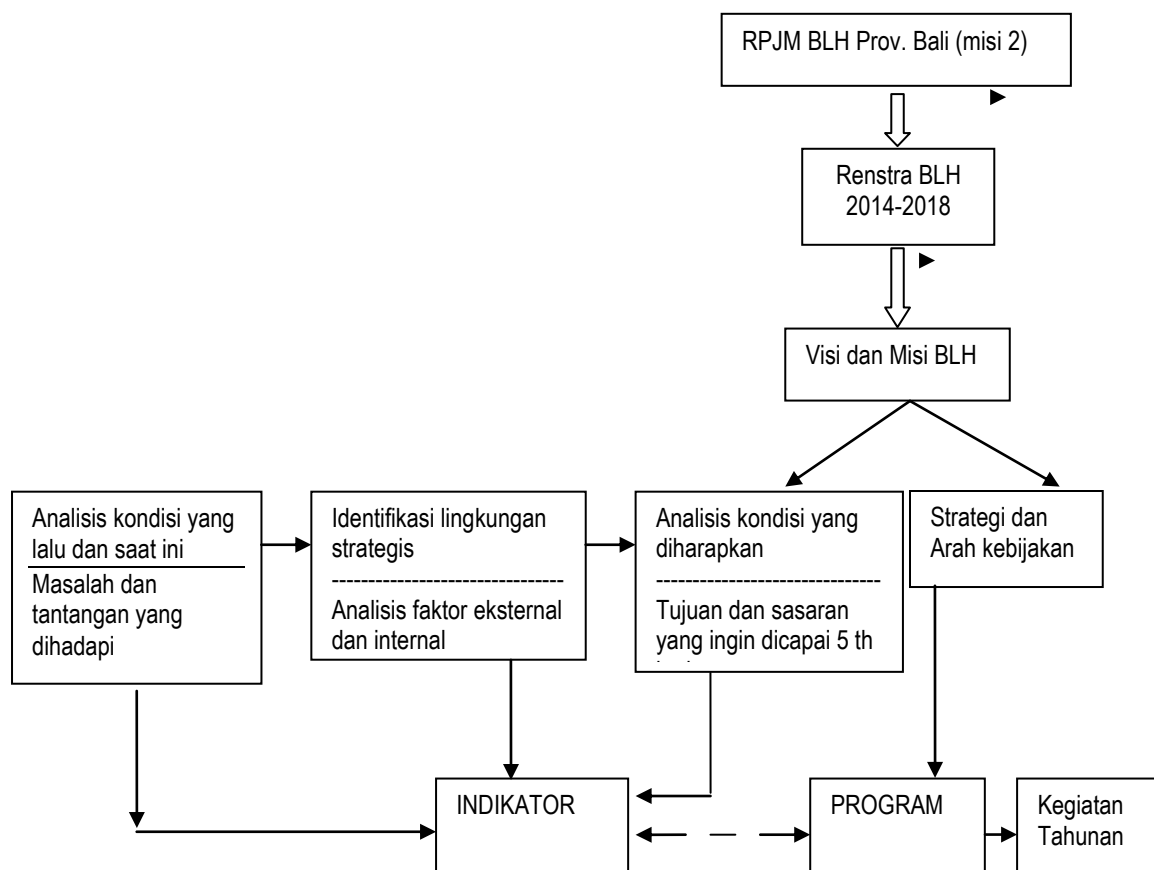 RPJM BLH Prov. Bali (misi 2)
Renstra BLH
2014-2018
Visi dan Misi BLH
Analisis kondisi yang
lalu dan saat ini
Masalah dan
tantangan yang
dihadapi
Identifikasi lingkungan
strategis
--------------------------------
Analisis faktor eksternal
dan internal
Analisis kondisi yang
diharapkan
-------------------------------
Tujuan dan sasaran
yang ingin dicapai 5 th
Strategi dan
Arah kebijakan
INDIKATOR
PROGRAM
Kegiatan
Tahunan